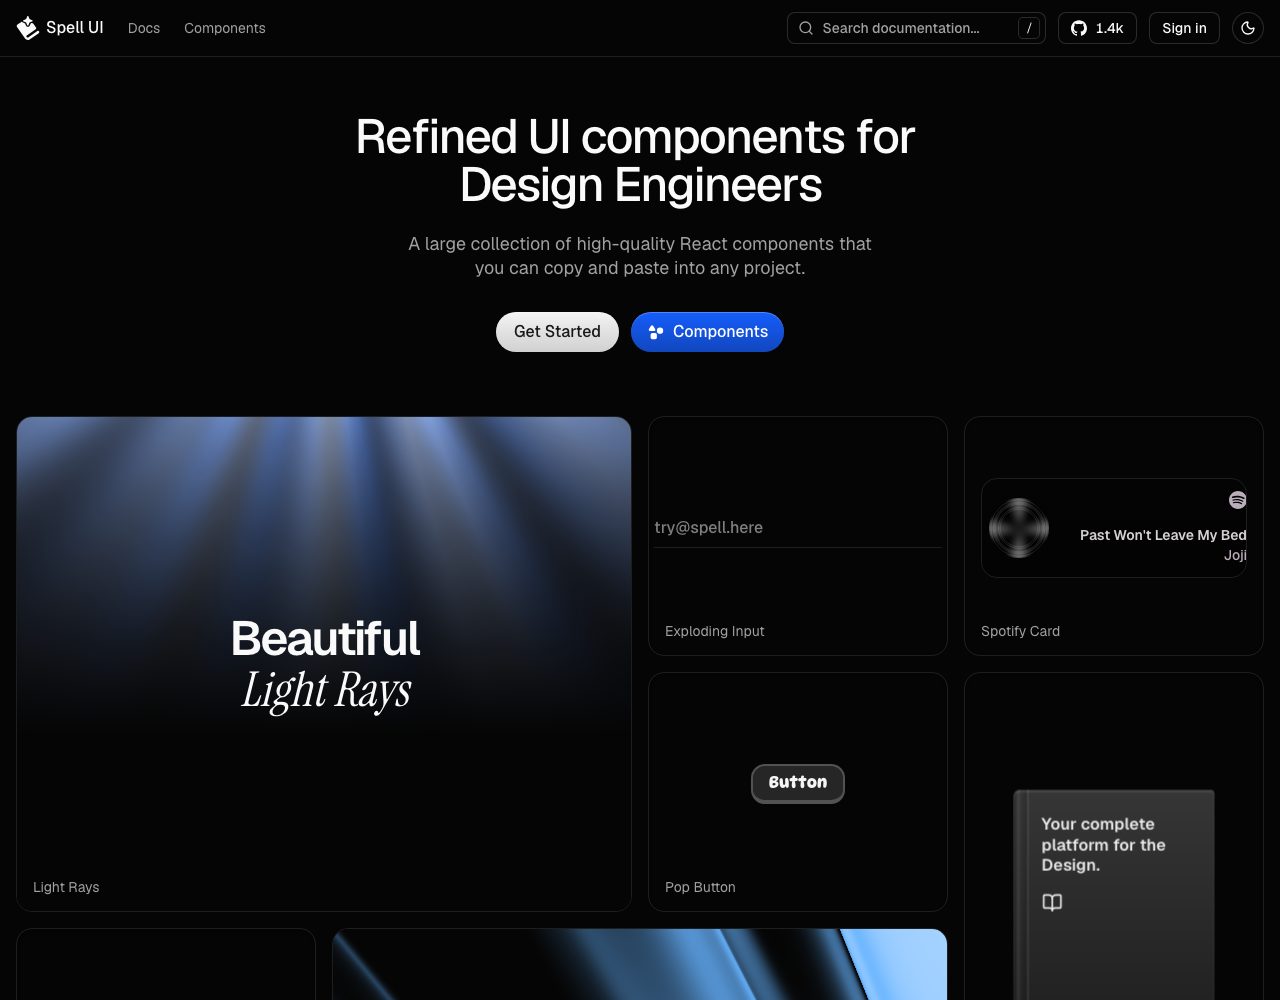 Spell UI
Docs
Components
Search documentation...
/
1.4k
Sign in
Refined UI components for
Design Engineers
A large collection of high-quality React components that
you can copy and paste into any project.
Get Started
Components
Beautiful
Light Rays
Light Rays
try@spell.here
Exploding Input
Past Won't Leave My Bed
Joji
Spotify Card
Button
Pop Button
Your complete
platform for the
Design.